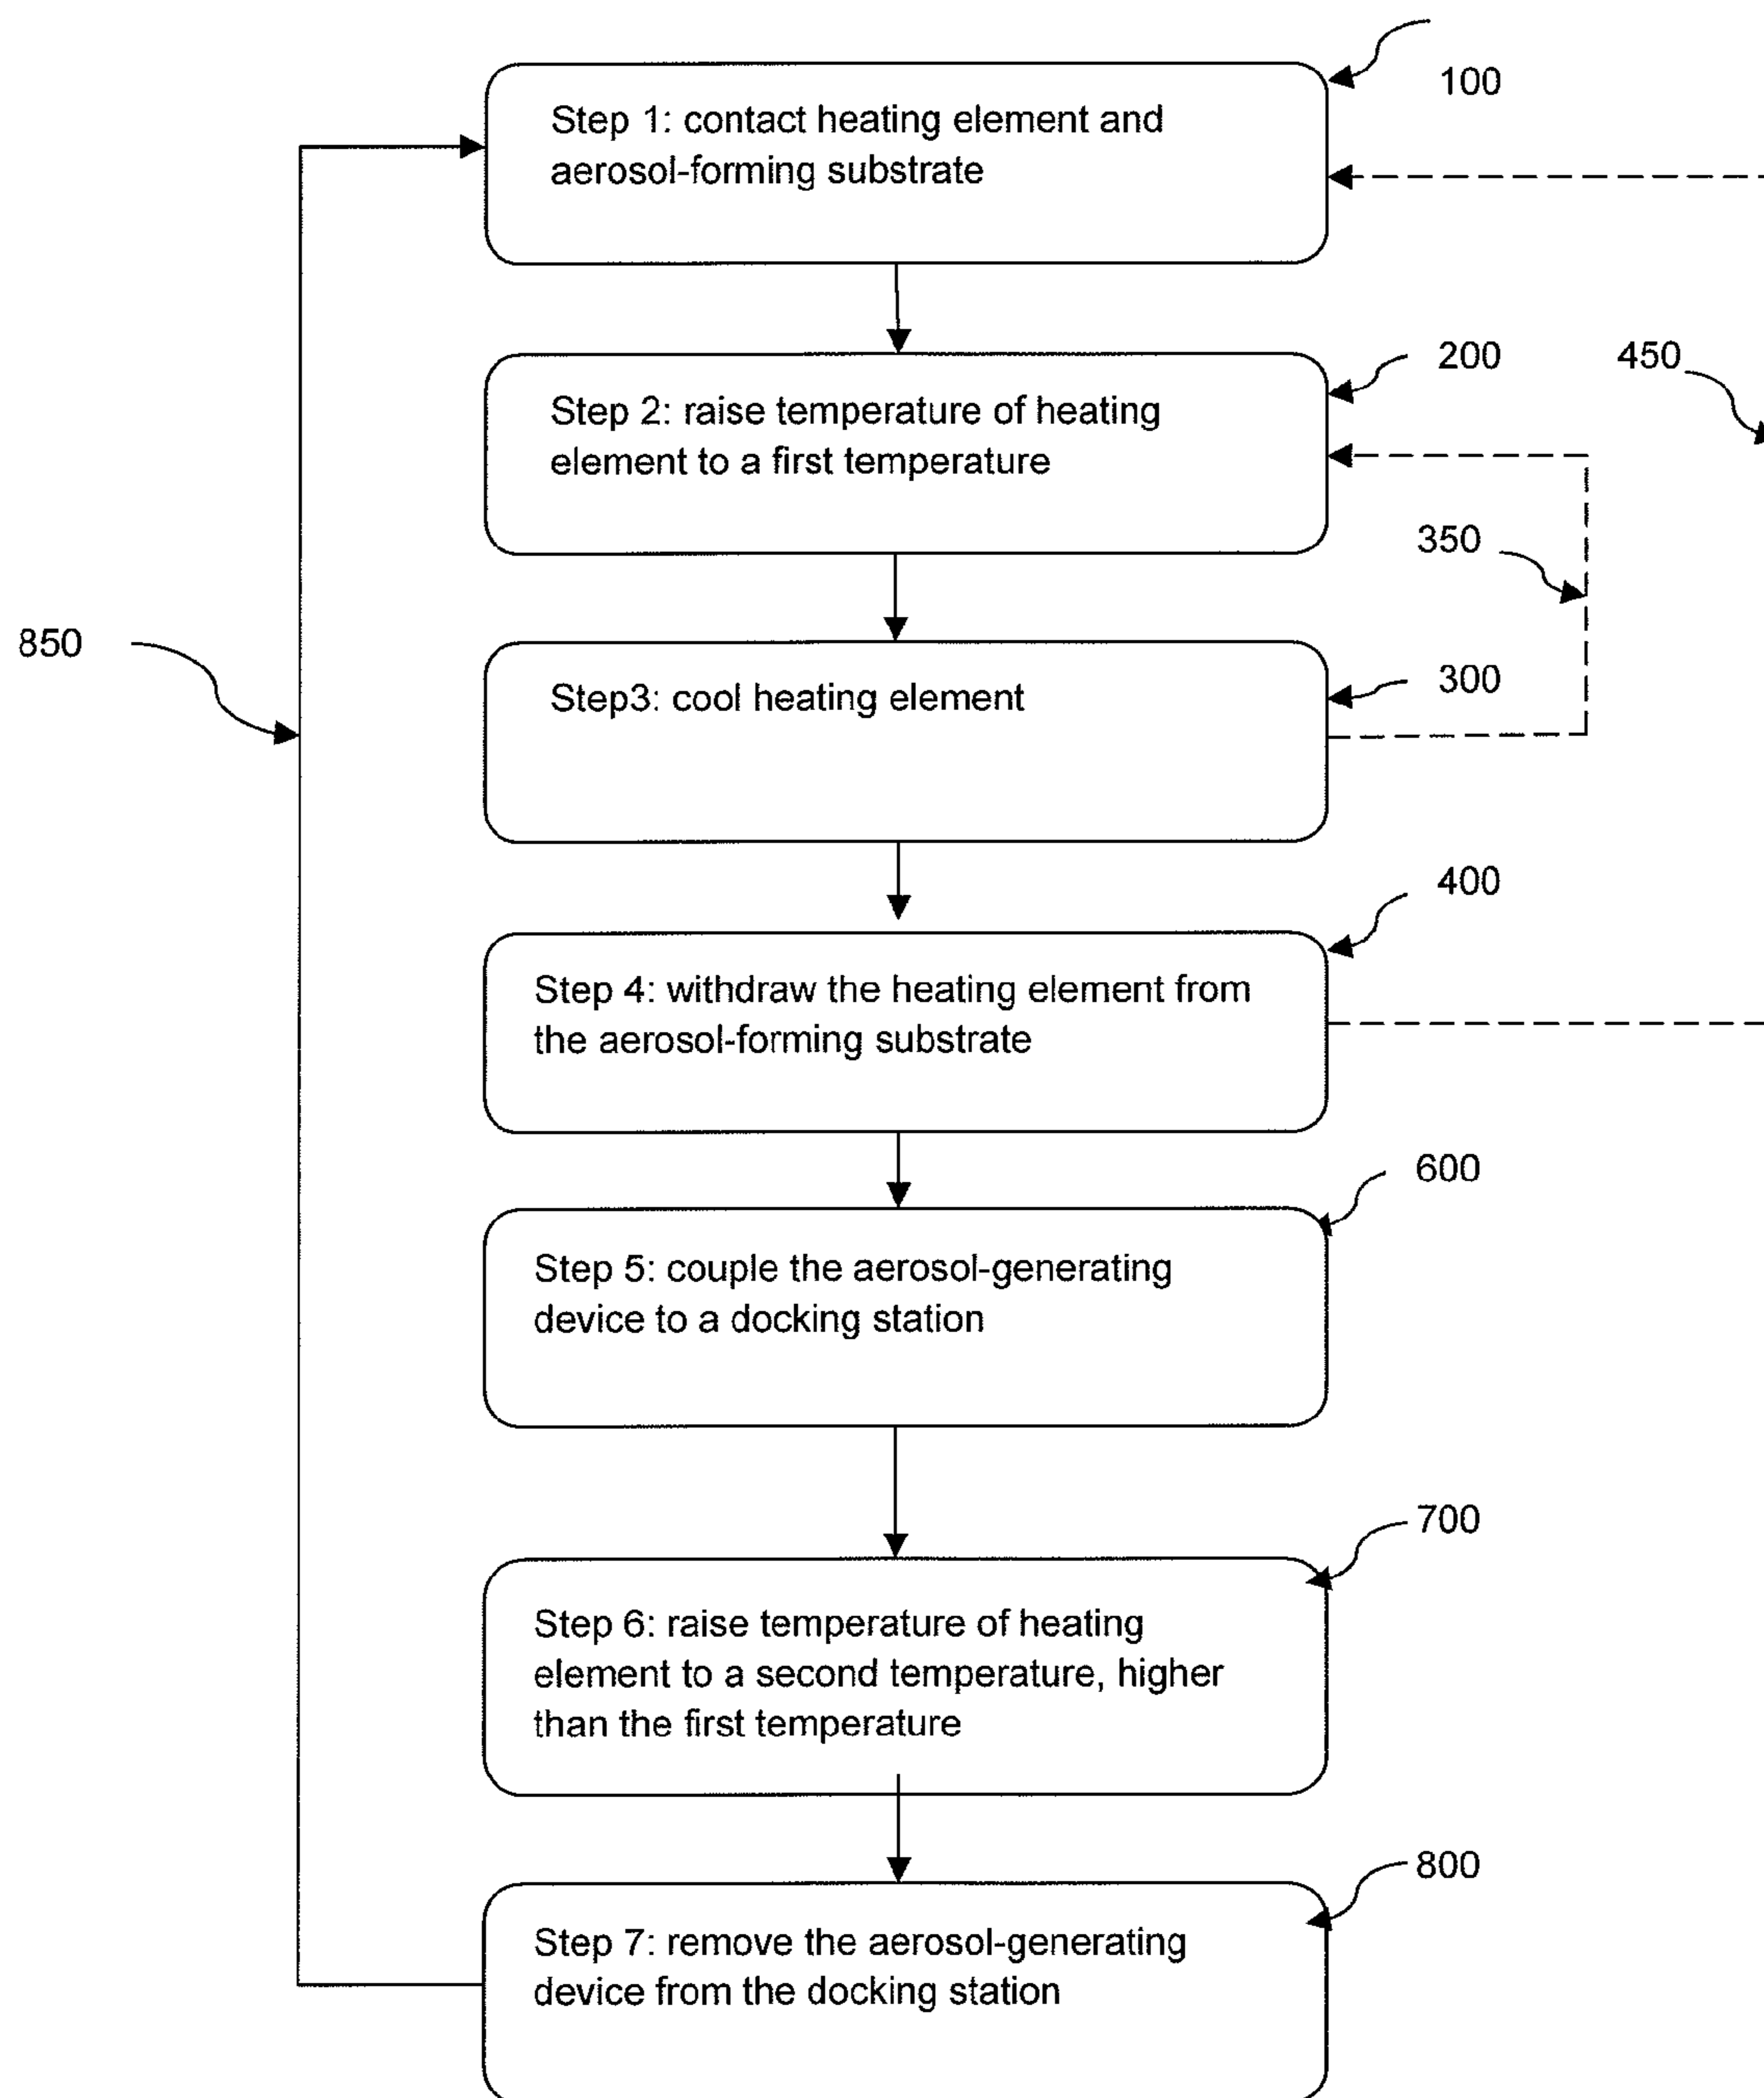 100
Step 1: contact heating element and
aerosol-forming substrate
200
450
Step 2: raise temperature of heating
element to a first temperature
350
850
300
Step3: cool heating element
400
Step 4: withdraw the heating element from
the aerosol-forming substrate
600
Step 5: couple the aerosol-generating
device to a docking station
700
Step 6: raise temperature of heating
element to a second temperature, higher
than the first temperature
800
Step 7: remove the aerosol-generating
device from the docking station